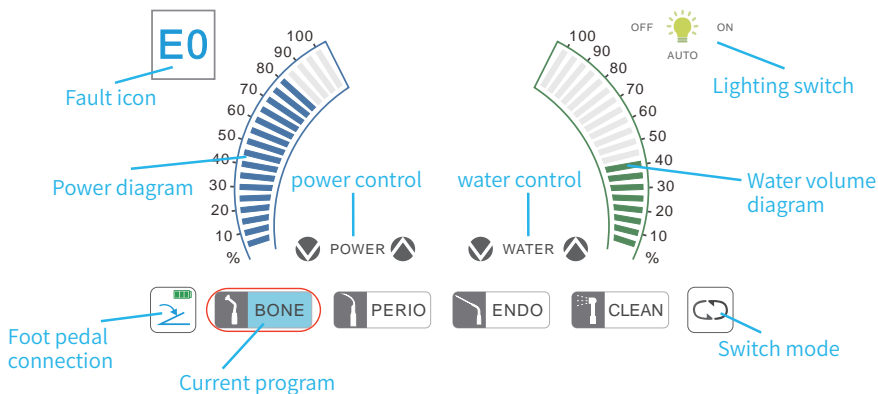 E0
Fault icon
100
90
80
70
60
50
40
30
20
10
%
Power diagram
power control
POWER
100
90
80
70
60
50
40
30
20
10
%
water control
WATER
OFF
ON
AUTO
Lighting switch
Water volume
diagram
BONE
PERIO
ENDO
CLEAN
Foot pedal
connection
Current program
Switch mode